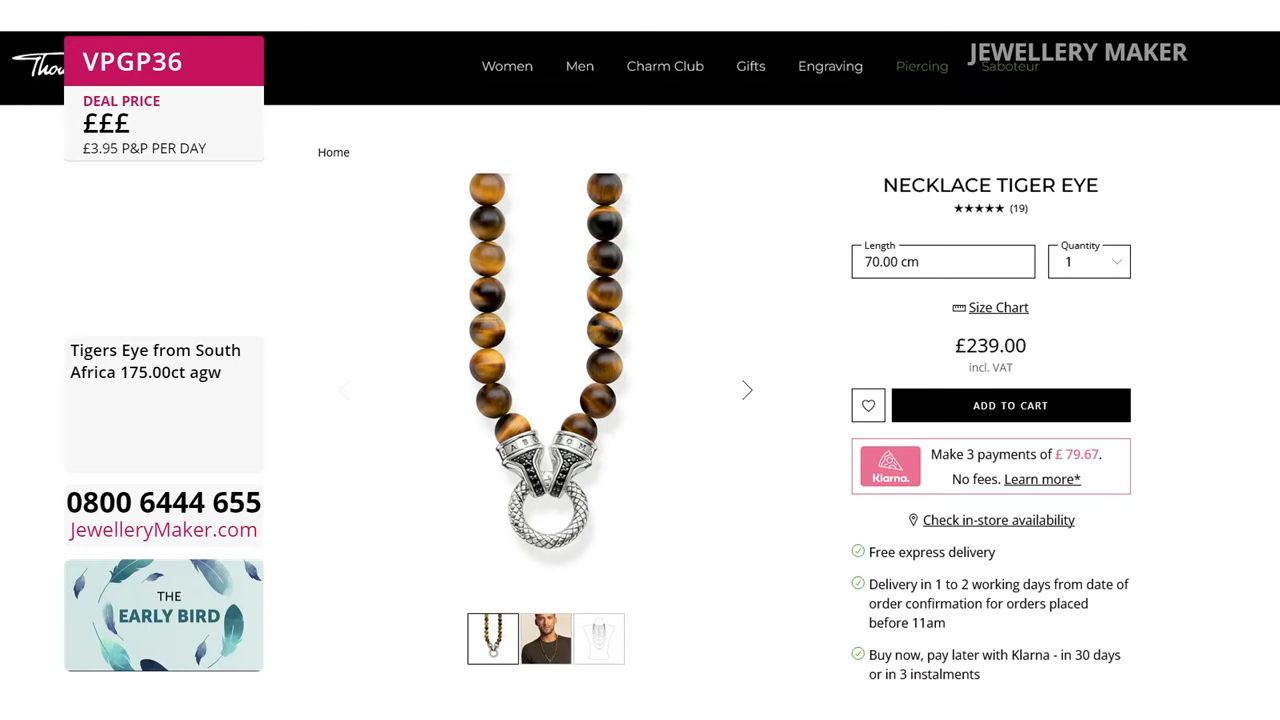 VPGP36
DEAL PRICE
£££
£3.95 P&P PER DAY
Women Men Charm Club Gifts Engraving Piercing Saboteur
JEWELLERY MAKER
Home
NECKLACE TIGER EYE
★★★★★ (19)
Length
70.00 cm
Quantity
1
Size Chart
£239.00
incl. VAT
ADD TO CART
Klarna.
Make 3 payments of £ 79.67.
No fees. Learn more*
Check in-store availability
Free express delivery
Delivery in 1 to 2 working days from date of
order confirmation for orders placed
before 11am
Buy now, pay later with Klarna - in 30 days
or in 3 instalments
Tigers Eye from South
Africa 175.00ct agw
0800 6444 655
JewelleryMaker.com
THE
EARLY BIRD